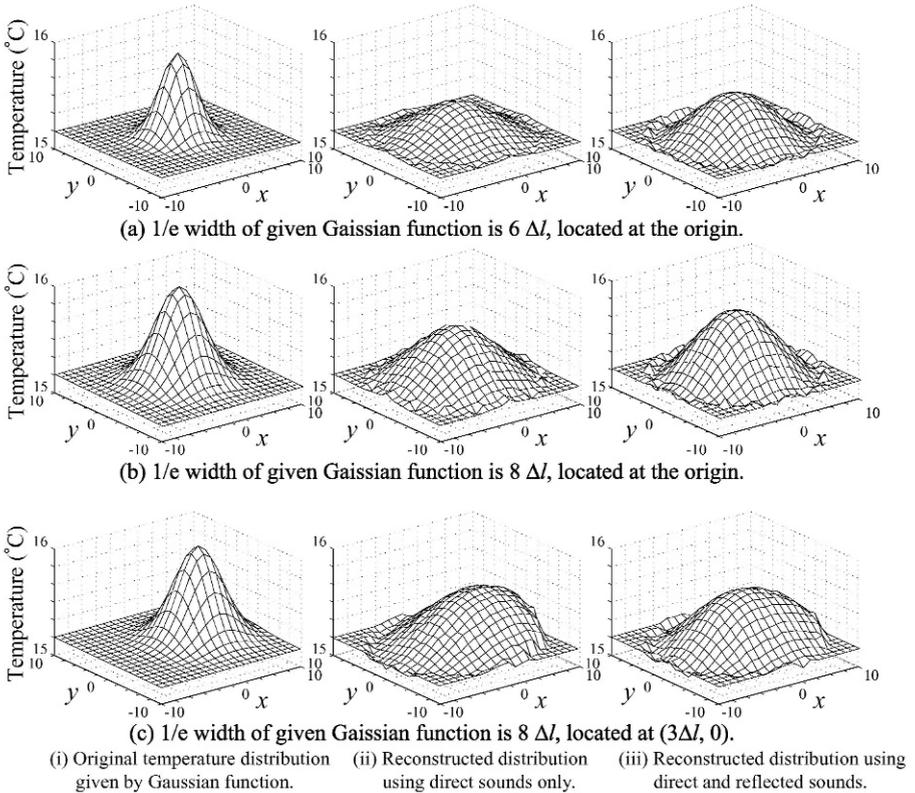 Temperature (°C)
16
16
16
15
15
15
10
10
10
y 0
0 x
y 0
0 x
y 0
0 x
-10 -10
-10 -10
-10 -10
(a) 1/e width of given Gaissian function is 6 Δl, located at the origin.
Temperature (°C)
16
16
16
15
15
15
10
10
10
y 0
0 x
y 0
0 x
y 0
0 x
-10 -10
-10 -10
-10 -10
(b) 1/e width of given Gaissian function is 8 Δl, located at the origin.
Temperature (°C)
16
16
16
15
15
15
10
10
10
10
y 0
0 x
y 0
0 x
y 0
0 x
-10 -10
-10 -10
-10 -10
(c) 1/e width of given Gaissian function is 8 Δl, located at (3Δl, 0).
(i) Original temperature distribution
given by Gaussian function.
(ii) Reconstructed distribution
using direct sounds only.
(iii) Reconstructed distribution using
direct and reflected sounds.